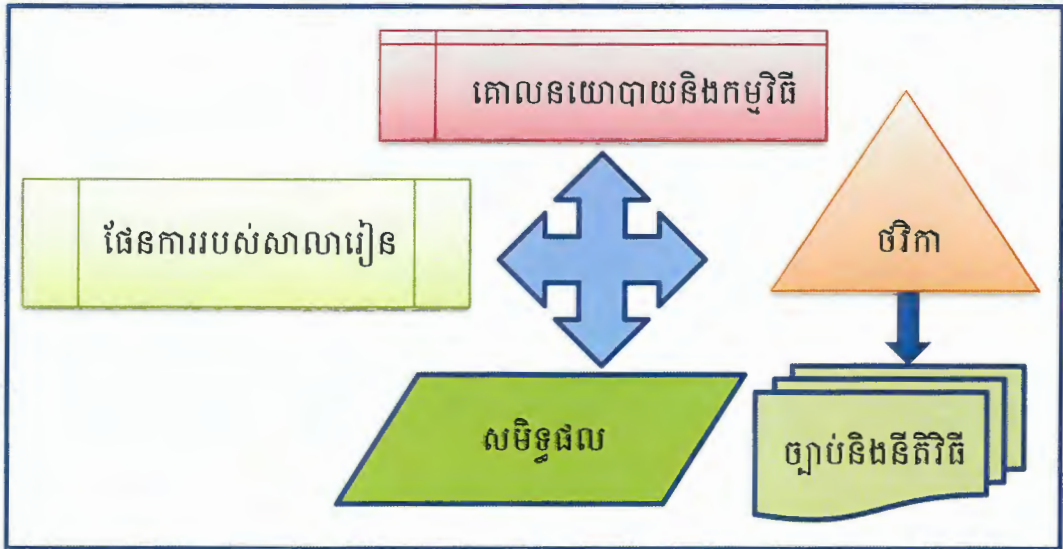 គោលនយោបាយនិងកម្មវិធី
ផែនការរបស់សាលារៀន
ថវិកា
សមិទ្ធផល
ច្បាប់និងនីតិវិធី